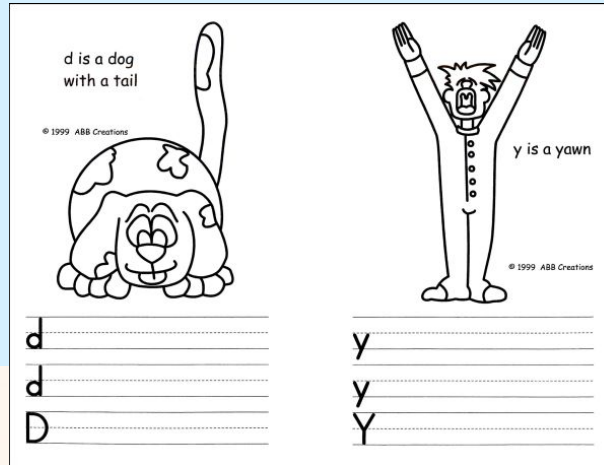 d is a dog
with a tail
© 1999 ABB Creations
d
d
D
y is a yawn
© 1999 ABB Creations
y
y
Y